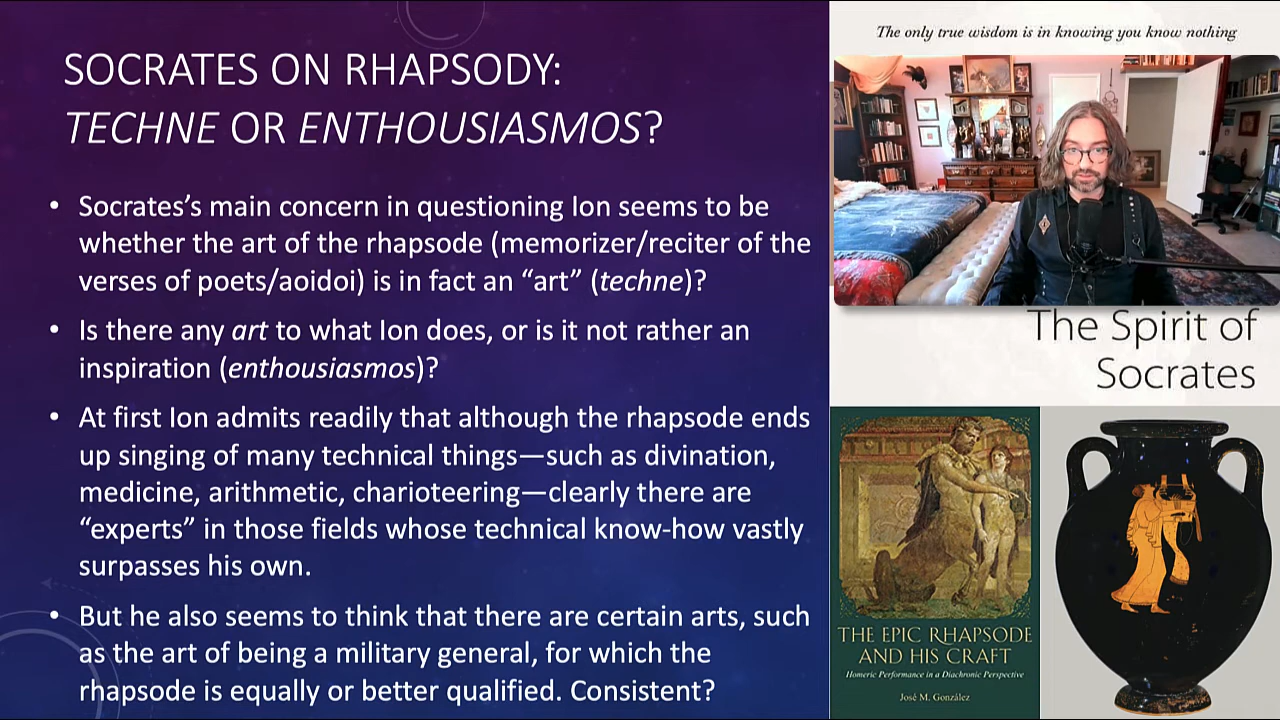 SOCRATES ON RHAPSODY:
TECHNE OR ENTHOUSIASMOS?
• Socrates’s main concern in questioning Ion seems to be
whether the art of the rhapsode (memorizer/reciter of the
verses of poets/aoidoi) is in fact an “art” (techne)?
• Is there any art to what Ion does, or is it not rather an
inspiration (enthousiasmos)?
• At first Ion admits readily that although the rhapsode ends
up singing of many technical things—such as divination,
medicine, arithmetic, charioteering—clearly there are
“experts” in those fields whose technical know-how vastly
surpasses his own.
• But he also seems to think that there are certain arts, such
as the art of being a military general, for which the
rhapsode is equally or better qualified. Consistent?
The only true wisdom is in knowing you know nothing
The Spirit of
Socrates
THE EPIC RHAPSODE
AND HIS CRAFT
Homeric Performance in a Diachronic Perspective
José M. González